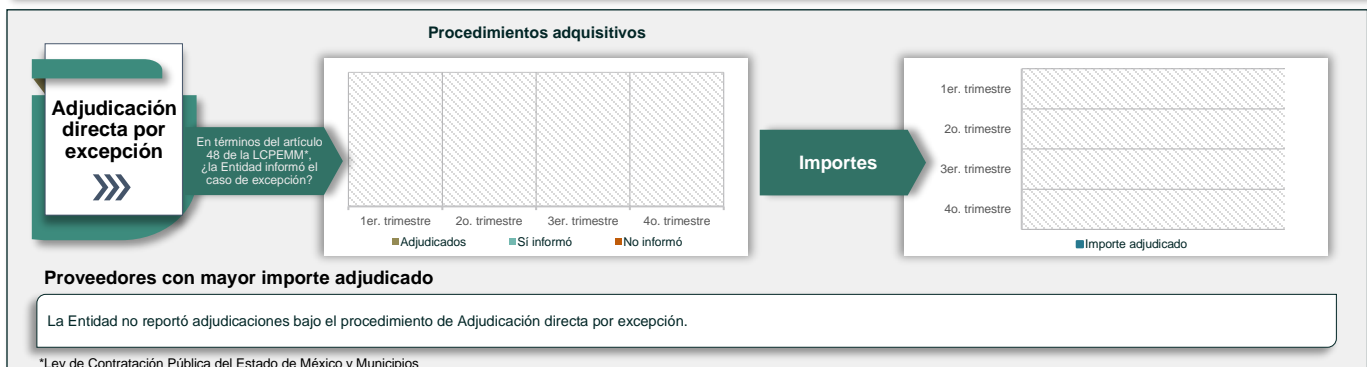 Procedimientos adquisitivos
Adjudicación
directa por
excepción
En términos del artículo
48 de la LCPEMM*,
¿la Entidad informó el
caso de excepción?
1er. trimestre
2o. trimestre
3er. trimestre
4o. trimestre
Adjudicados
Sí informó
No informó
Importes
1er. trimestre
2o. trimestre
3er. trimestre
4o. trimestre
Importe adjudicado
Proveedores con mayor importe adjudicado
La Entidad no reportó adjudicaciones bajo el procedimiento de Adjudicación directa por excepción.
*Ley de Contratación Pública del Estado de México y Municipios